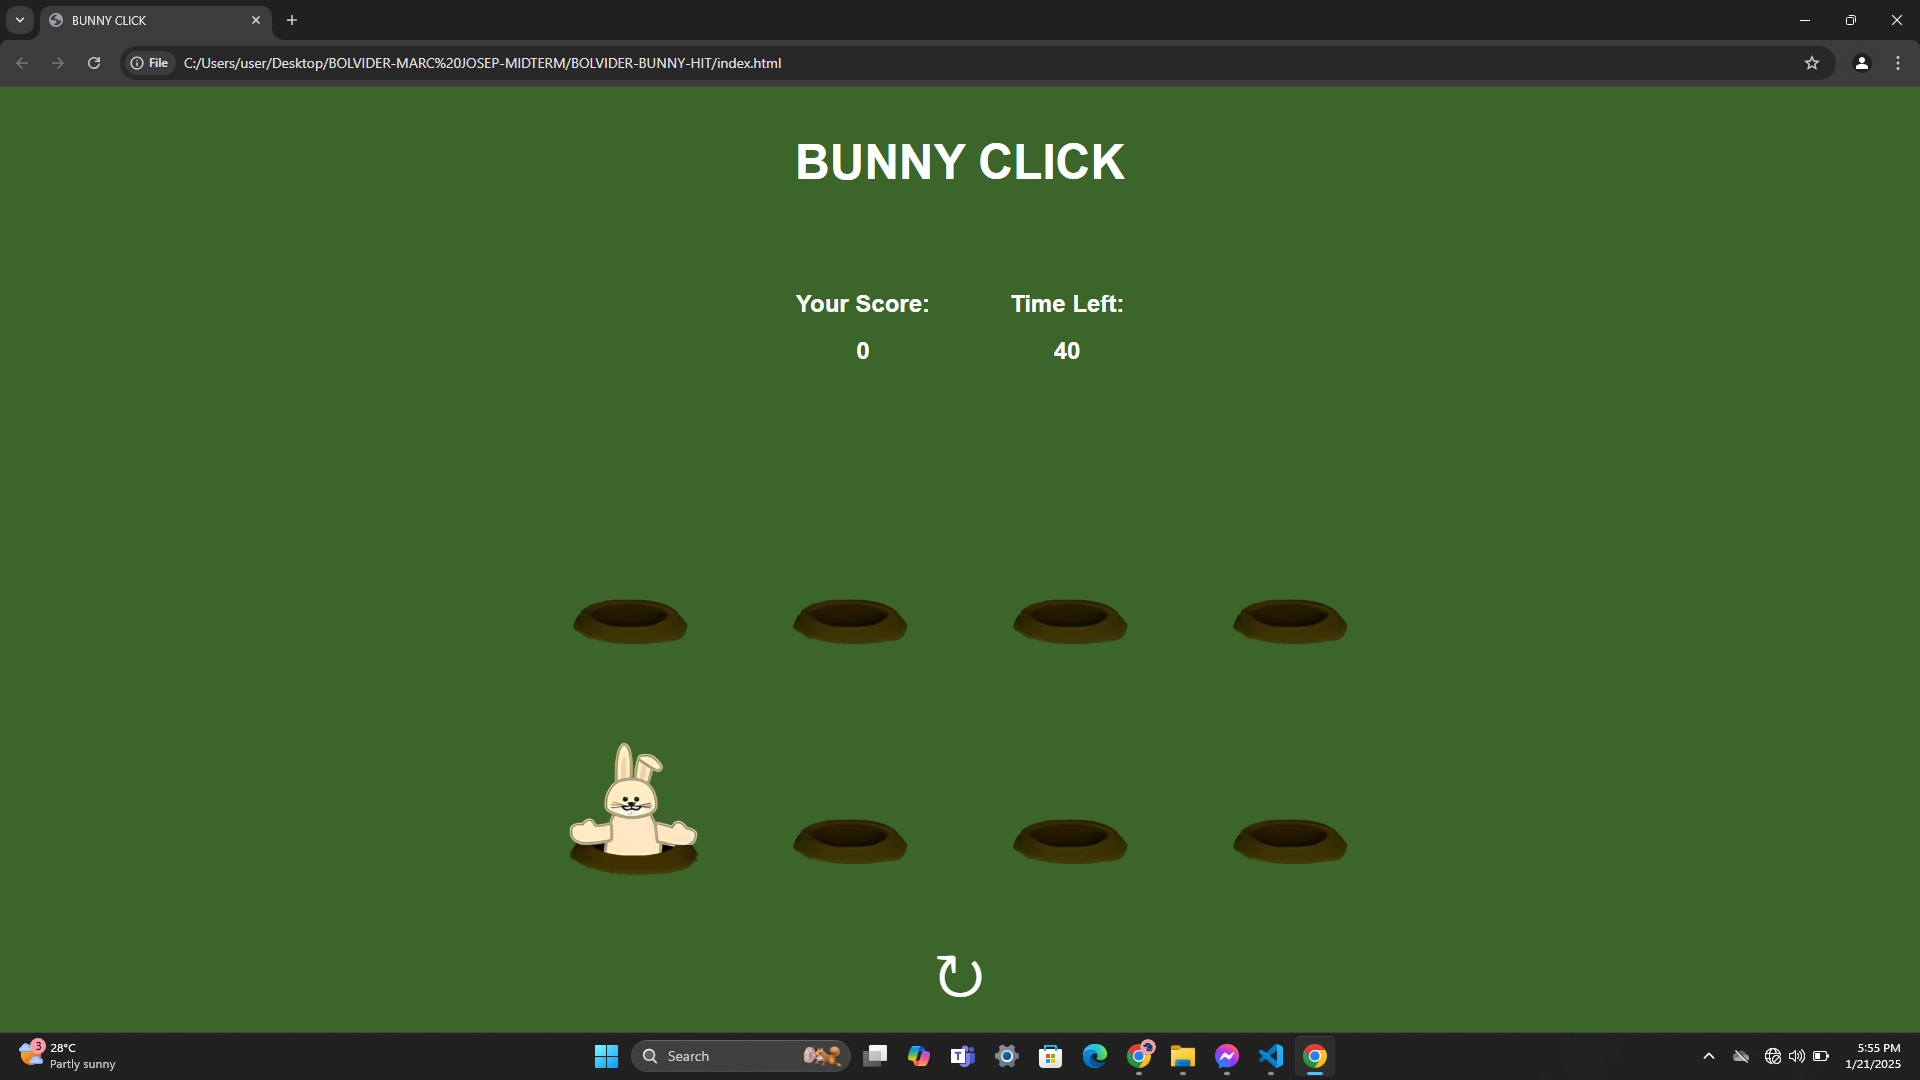 BUNNY CLICK
File C:/Users/user/Desktop/BOLVIDER-MARC%20JOSEP-MIDTERM/BOLVIDER-BUNNY-HIT/index.html
BUNNY CLICK
Your Score: Time Left:
0 40
3 28°C
Partly sunny
Search
5:55 PM
1/21/2025